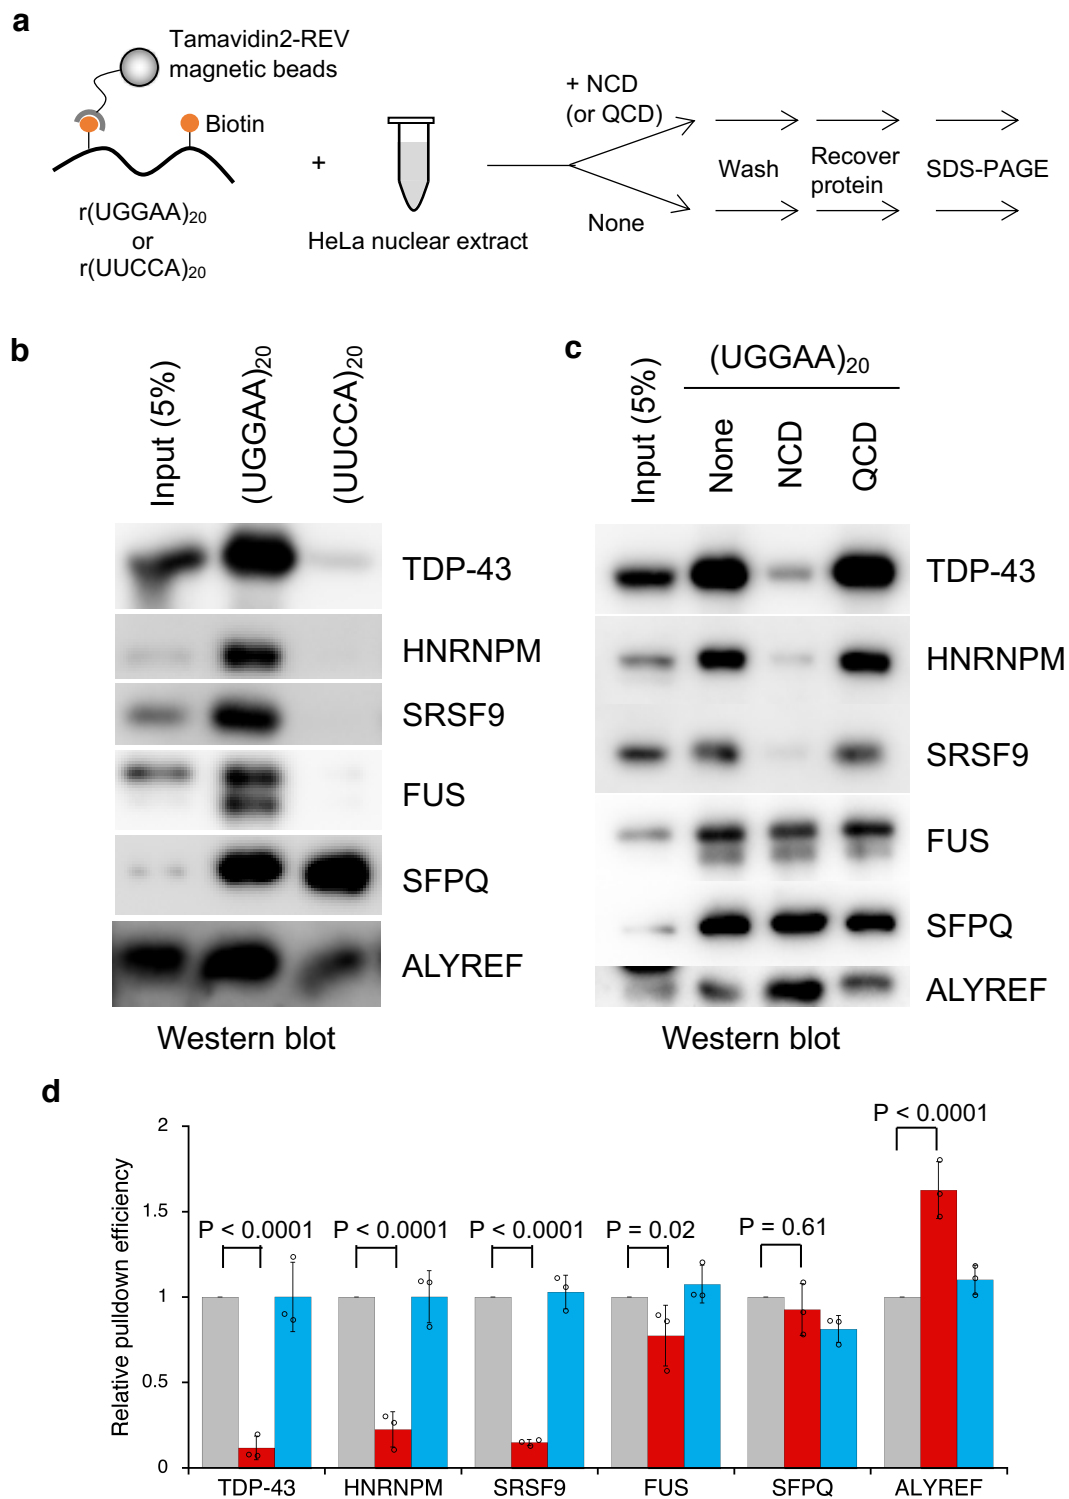 a
Tamavidin2-REV
magnetic beads
Biotin
+
r(UGGAA)20
or
r(UUCCA)20
HeLa nuclear extract
+ NCD
(or QCD)
None
Wash
Recover
protein
SDS-PAGE
b
Input (5%)
(UGGAA)20
(UUCCA)20
TDP-43
HNRNPM
SRSF9
FUS
SFPQ
ALYREF
Western blot
c
(UGGAA)20
Input (5%)
None
NCD
QCD
TDP-43
HNRNPM
SRSF9
FUS
SFPQ
ALYREF
Western blot
d
Relative pulldown efficiency
2
1.5
1
0.5
0
P < 0.0001
P < 0.0001
P < 0.0001
P = 0.02
P = 0.61
P < 0.0001
TDP-43
HNRNPM
SRSF9
FUS
SFPQ
ALYREF